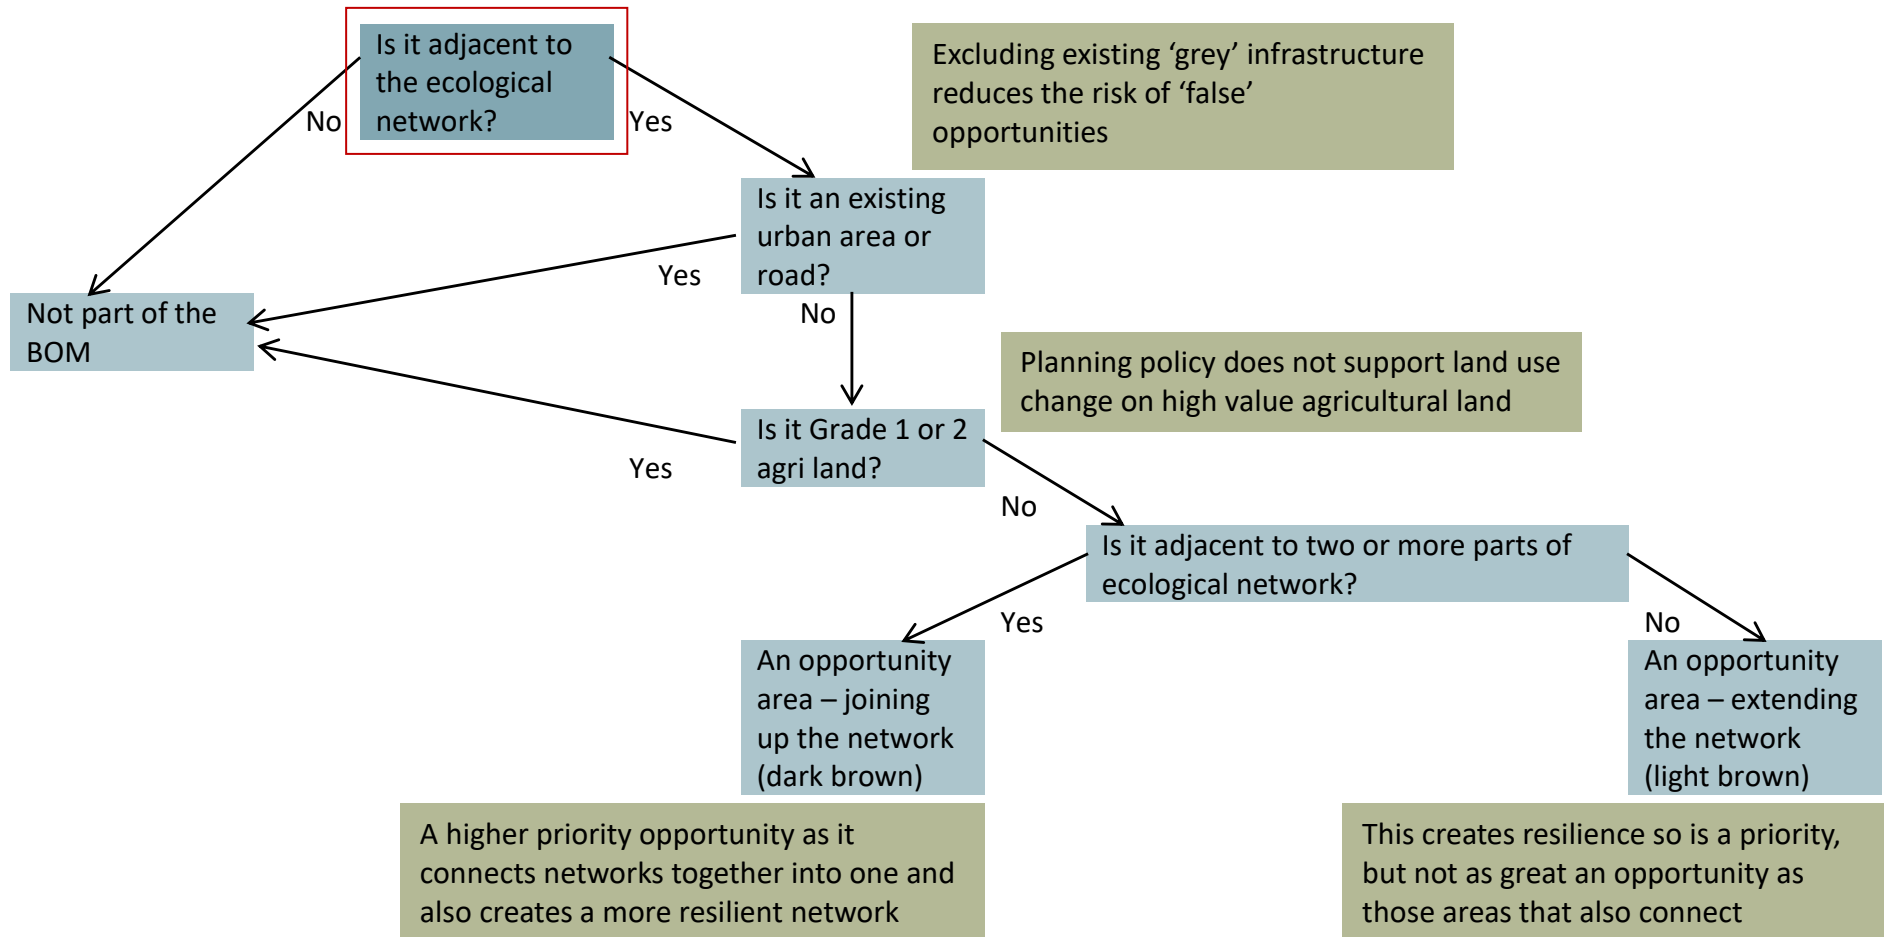 Is it adjacent to
the ecological
network?
Excluding existing ‘grey’ infrastructure
reduces the risk of ‘false’
opportunities
No
Yes
Is it an existing
urban area or
road?
Yes
No
Not part of the
BOM
Planning policy does not support land use
change on high value agricultural land
Is it Grade 1 or 2
agri land?
Yes
No
Is it adjacent to two or more parts of
ecological network?
Yes
No
An opportunity
area – joining
up the network
(dark brown)
An opportunity
area – extending
the network
(light brown)
A higher priority opportunity as it
connects networks together into one and
also creates a more resilient network
This creates resilience so is a priority,
but not as great an opportunity as
those areas that also connect